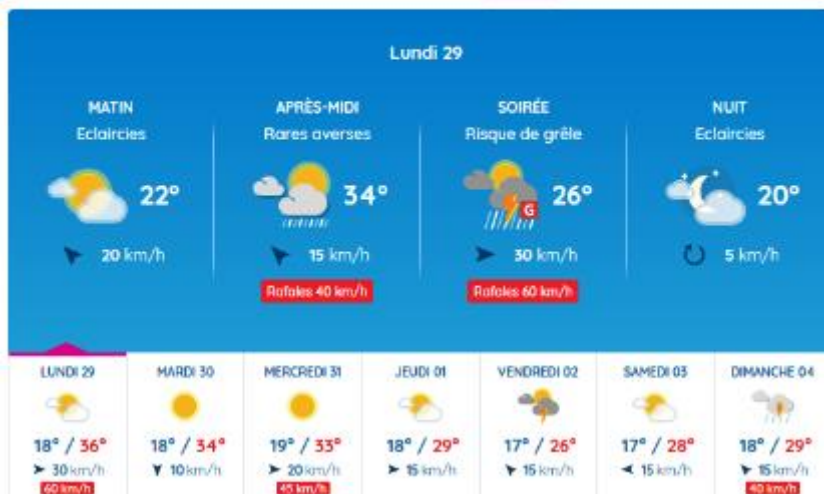 Lundi 29
MATIN
Eclaircies
22°
20 km/h
APRÈS-MIDI
Rares averses
34°
15 km/h
Rafales 40 km/h
SOIRÉE
Risque de grêle
G
26°
30 km/h
Rafales 60 km/h
NUIT
Eclaircies
20°
5 km/h
LUNDI 29
18° / 36°
30 km/h
60 km/h
MARDI 30
18° / 34°
10 km/h
MERCREDI 31
19° / 33°
20 km/h
45 km/h
JEUDI 01
18° / 29°
15 km/h
VENDREDI 02
17° / 26°
15 km/h
SAMEDI 03
17° / 28°
15 km/h
DIMANCHE 04
18° / 29°
15 km/h
40 km/h